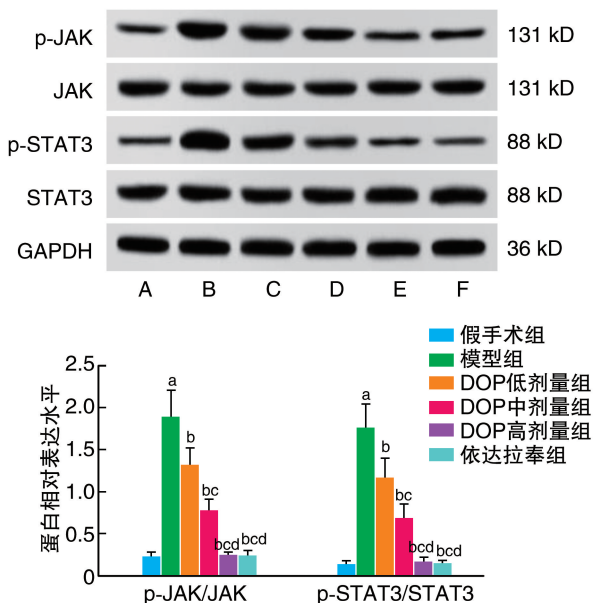 p-JAK 131 kD
JAK 131 kD
p-STAT3 88 kD
STAT3 88 kD
GAPDH 36 kD
A B C D E F
假手术组
模型组
DOP低剂量组
DOP中剂量组
DOP高剂量组
依达拉奉组
蛋白相对表达水平
2.5
2.0
1.5
1.0
0.5
0
a b bc bcd bcd
a b bc bcd bcd
p-JAK/JAK p-STAT3/STAT3